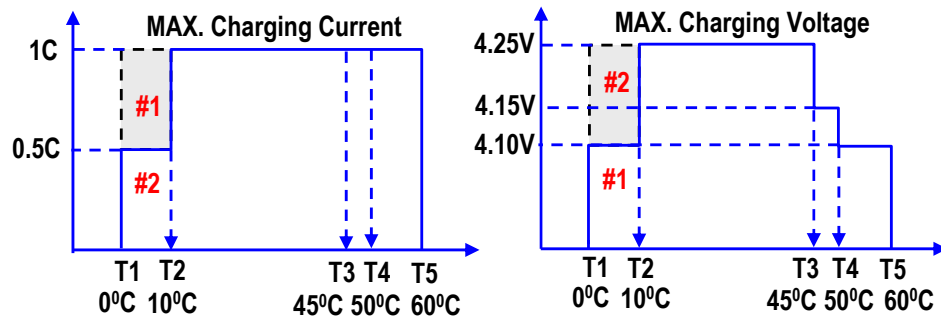 MAX. Charging Current
1C
#1
0.5C
#2
T1 T2 T3 T4 T5
0⁰C 10⁰C 45⁰C 50⁰C 60⁰C
MAX. Charging Voltage
4.25V
#2
4.15V
4.10V
#1
T1 T2 T3 T4 T5
0⁰C 10⁰C 45⁰C 50⁰C 60⁰C